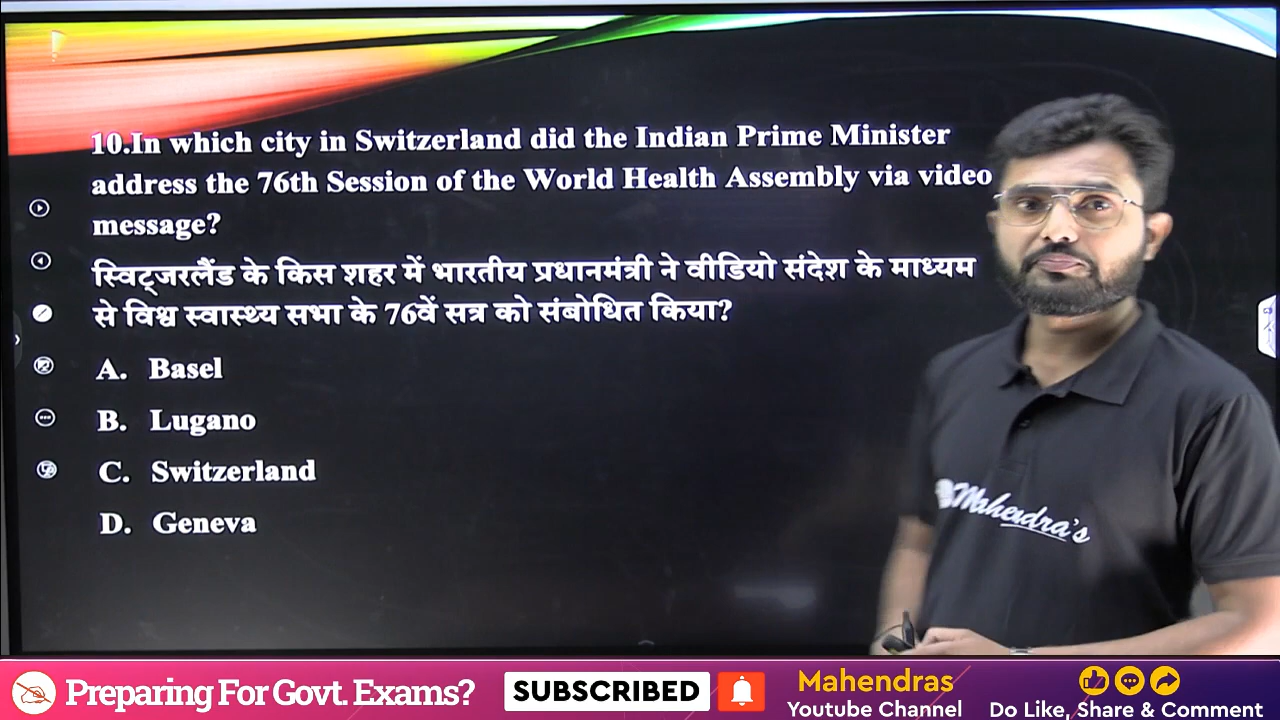 10.In which city in Switzerland did the Indian Prime Minister
address the 76th Session of the World Health Assembly via video
message?
स्विट्जरलैंड के किस शहर में भारतीय प्रधानमंत्री ने वीडियो संदेश के माध्यम
से विश्व स्वास्थ्य सभा के 76वें सत्र को संबोधित किया?
A. Basel
B. Lugano
C. Switzerland
D. Geneva
Mahendra's
Preparing For Govt. Exams?
SUBSCRIBED
Mahendras
Youtube Channel
Do Like, Share & Comment